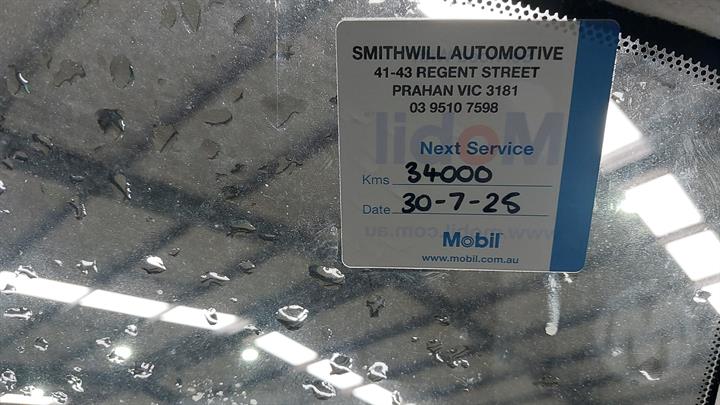 SMITHWILL AUTOMOTIVE
41-43 REGENT STREET
PRAHAN VIC 3181
03 9510 7598
Next Service
Kms 34000
Date 30-7-25
Mobil
www.mobil.com.au